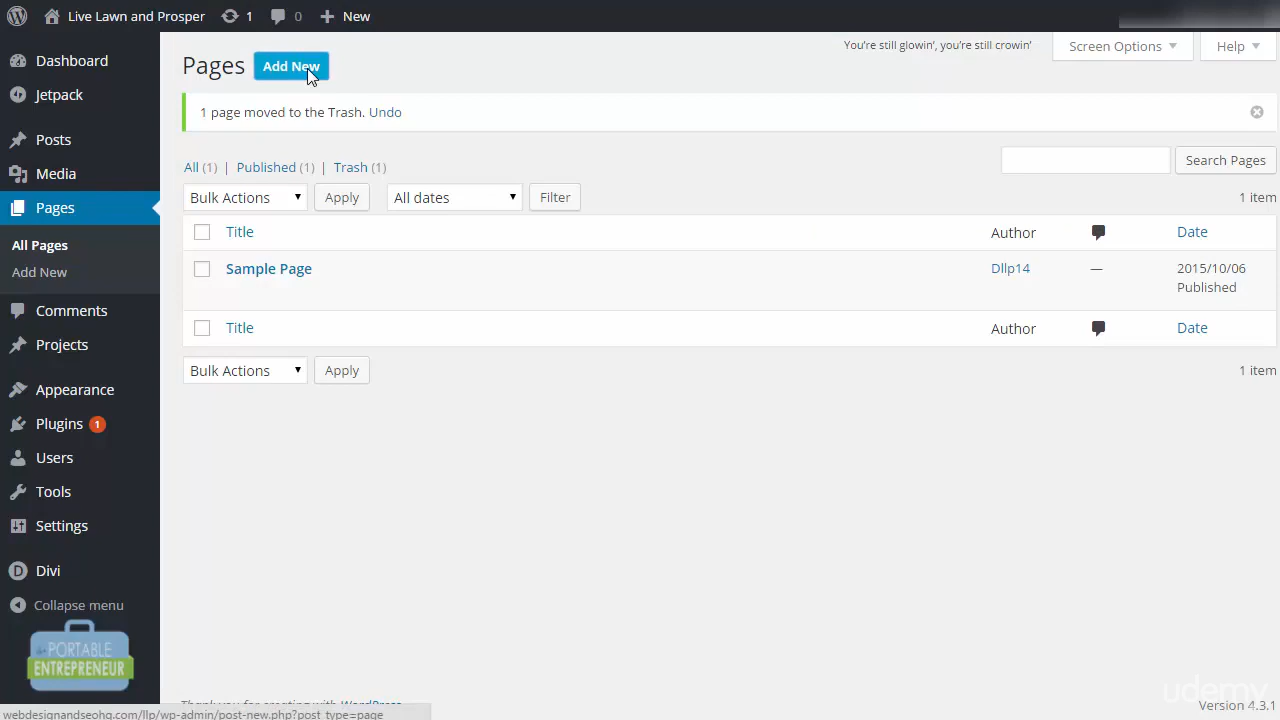 Live Lawn and Prosper 1 0 New
You're still glowin', you're still crowin' Screen Options Help
Pages Add New
1 page moved to the Trash. Undo
All (1) | Published (1) | Trash (1)
Search Pages
Bulk Actions Apply All dates Filter 1 item
Title Author Date
Sample Page Dllp14 — 2015/10/06
Published
Title Author Date
Bulk Actions Apply 1 item
Dashboard
Jetpack
Posts
Media
Pages
All Pages
Add New
Comments
Projects
Appearance
Plugins 1
Users
Tools
Settings
D Divi
Collapse menu
PORTABLE
ENTREPRENEUR
Thank you for creating with WordPress
Version 4.3.1
webdesignandseohq.com/llp/wp-admin/post-new.php?post_type=page
udemy